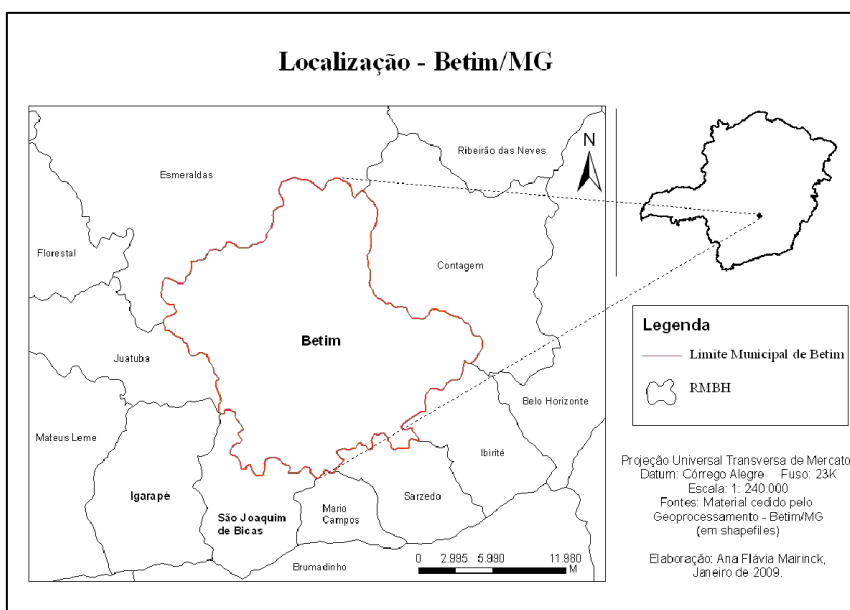 Localização - Betim/MG
Ribeirão das Neves
N
Esmeraldas
Florestal
Contagem
Betim
Juatuba
Belo Horizonte
Mateus Leme
Ibirité
Igarapé
Sarzedo
São Joaquim
de Bicas
Mario
Campos
Brumadinho
0 2.995 5.980 11.980
M
Legenda
Limite Municipal de Betim
RMBH
Projeção Universal Transversa de Mercato
Datum: Córrego Alegre Fuso: 23K
Escala: 1: 240.000
Fontes: Material cedido pelo
Geoprocessamento - Betim/MG
(em shapefiles)
Elaboração: Ana Flávia Mairinck,
Janeiro de 2009.